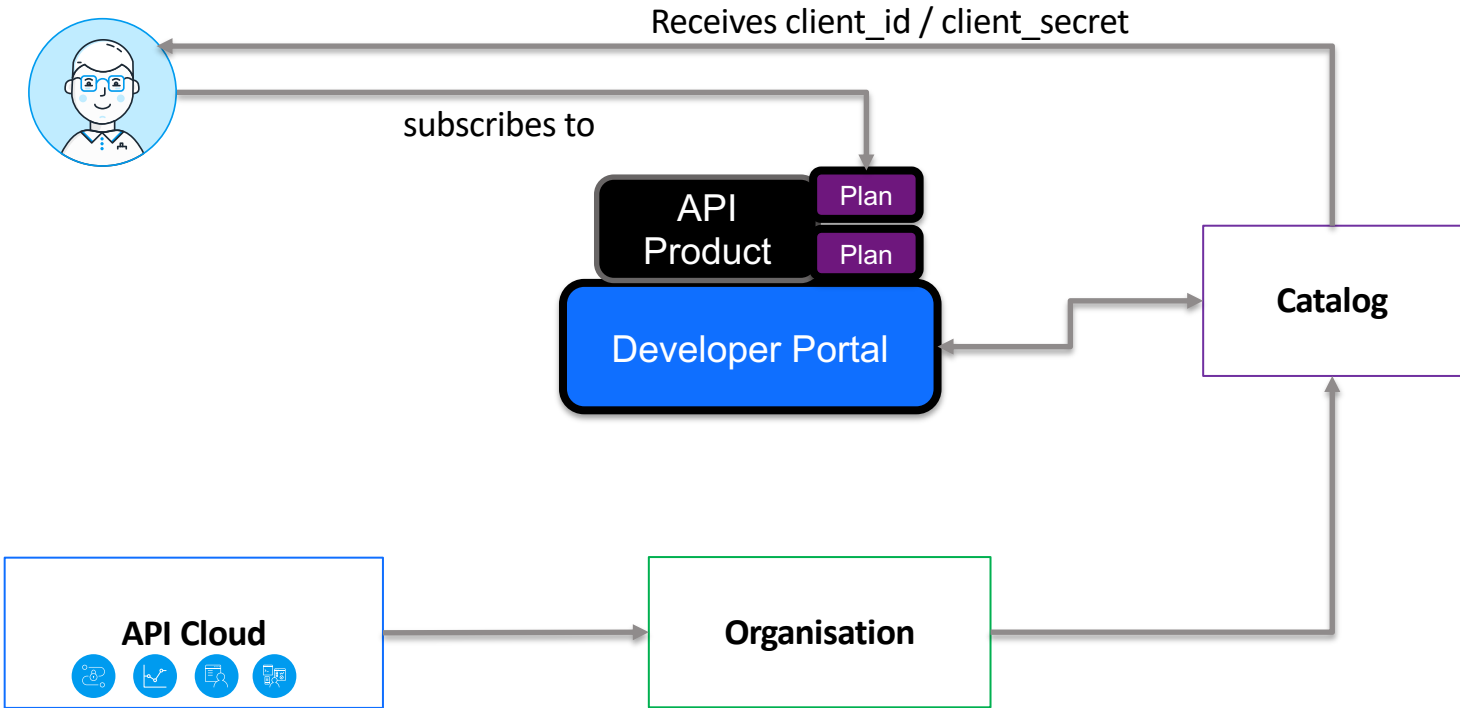 Receives client_id / client_secret
subscribes to
Plan
API
Product
Plan
Catalog
Developer Portal
API Cloud
Organisation